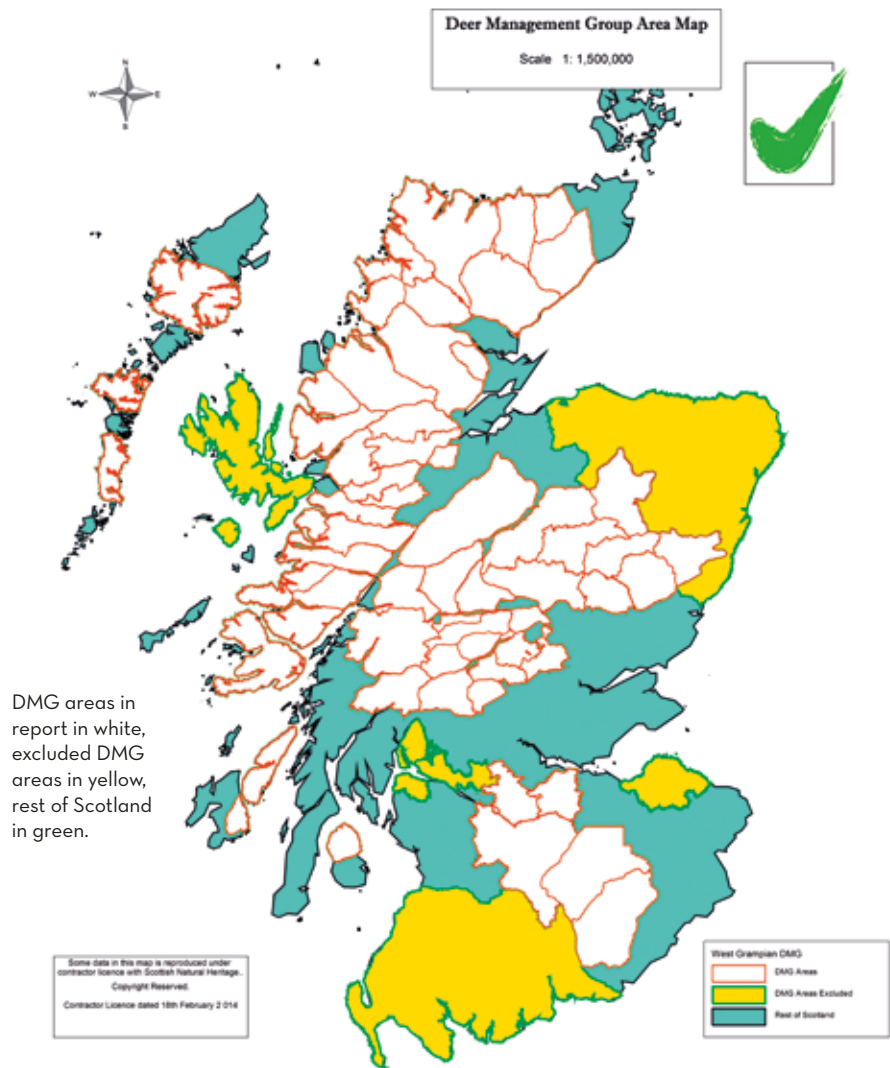 Deer Management Group Area Map
Scale 1: 1,500,000
N
W
E
S
DMG areas in
report in white,
excluded DMG
areas in yellow,
rest of Scotland
in green.
Some data in this map is reproduced under
contractor licence with Scottish Natural Heritage..
Copyright Reserved.
Contractor Licence dated 18th February 2 014
West Grampian DMG
DMG Areas
DMG Areas Excluded
Rest of Scotland